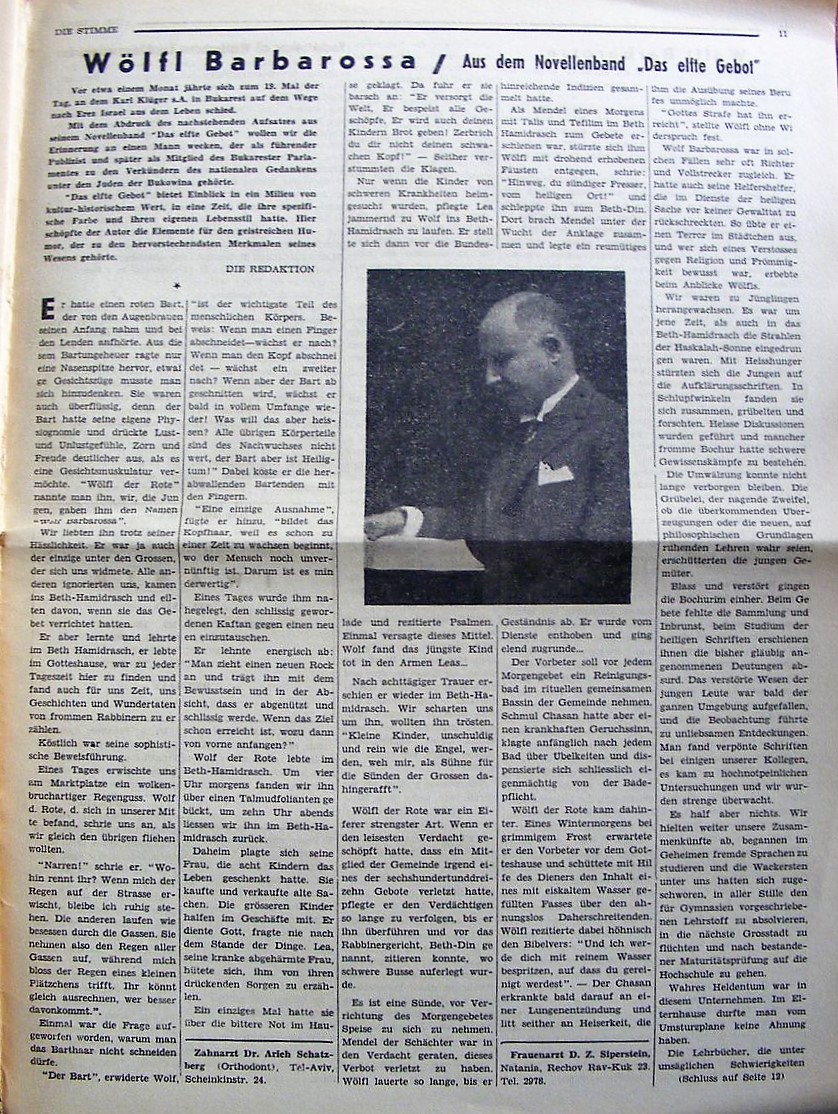 DIE STIMME
11
Wölfl Barbarossa / Aus dem Novellenband „Das elfte Gebot"
Vor etwa einem Monat jährte sich zum 19. Mal der
Tag, an dem Karl Klüger s.A. in Bukarest auf dem Wege
nach Erez Israel aus dem Leben schied.
Mit dem Abdruck des nachstehenden Aufsatzes aus
seinem Novellenband "Das elfte Gebot" wollen wir die
Erinnerung an einen Mann wecken, der als führender
Publizist und später als Mitglied des Bukarester Parla-
mentes zu den Verkündern des nationalen Gedankens
unter den Juden der Bukowina gehörte.
"Das elfte Gebot" bietet Einblick in ein Milieu von
kultur-historischem Wert, in eine Zeit, die ihre spezifi-
sche Farbe und ihren eigenen Lebensstil hatte. Hier
schöpfte der Autor die Elemente für den geistreichen Hu-
mor, der zu den hervorstechendsten Merkmalen seines
Wesens gehörte.
DIE REDAKTION
*
Er hatte einen roten Bart,
der von den Augenbrauen
seinen Anfang nahm und bei
den Lenden aufhörte. Aus die
sem Bartungeheuer ragte nur
eine Nasenspitze hervor, etwai
ge Gesichtszüge musste man
sich hinzudenken. Sie waren
auch überflüssig, denn der
Bart hatte seine eigene Phy-
siognomie und drückte Lust-
und Unlustgefühle, Zorn und
Freude deutlicher aus, als es
eine Gesichtsmuskulatur ver-
möchte. "Wölfl der Rote"
nannte man ihn, wir, die Jun
gen, gaben ihm den Namen
"Wolf Barbarossa".
Wir liebten ihn trotz seiner
Hässlichkeit. Er war ja auch
der einzige unter den Grossen,
der sich uns widmete. Alle an-
deren ignorierten uns, kamen
ins Beth-Hamidrasch und eil-
ten davon, wenn sie das Ge-
bet verrichtet hatten.
Er aber lernte und lehrte
im Beth Hamidrasch, er lebte
im Gotteshause, war zu jeder
Tageszeit hier zu finden und
fand auch für uns Zeit, uns
Geschichten und Wundertaten
von frommen Rabbinern zu er
zählen.
Köstlich war seine sophisti-
sche Beweisführung.
Eines Tages erwischte uns
am Marktplatze ein wolken-
bruchartiger Regenguss. Wolf
d. Rote, d. sich in unserer Mit
te befand, schrie uns an, als
wir gleich den übrigen fliehen
wollten.
"Narren!" schrie er. "Wo-
hin rennt ihr? Wenn mich der
Regen auf der Strasse er-
wischt, bleibe ich ruhig ste-
hen. Die anderen laufen wie
besessen durch die Gassen. Sie
nehmen also den Regen aller
Gassen auf, während mich
bloss der Regen eines kleinen
Plätzchens trifft. Ihr könnt
gleich ausrechnen, wer besser
davonkommt.".
Einmal war die Frage auf-
geworfen worden, warum man
das Barthaar nicht schneiden
dürfe.
"Der Bart", erwiderte Wolf,
"ist der wichtigste Teil des
menschlichen Körpers. Be-
weis: Wenn man einen Finger
abschneidet—wächst er nach?
Wenn man den Kopf abschnei
det — wächst ein zweiter
nach? Wenn aber der Bart ab
geschnitten wird, wächst er
bald in vollem Umfange wie-
der! Was will das aber heis-
sen? Alle übrigen Körperteile
sind des Nachwuchses nicht
wert, der Bart aber ist Heilig-
tum!" Dabei koste er die her-
abwallenden Bartenden mit
den Fingern.
"Eine einzige Ausnahme",
fügte er hinzu, "bildet das
Kopfhaar, weil es schon zu
einer Zeit zu wachsen beginnt,
wo der Mensch noch unver-
nünftig ist. Darum ist es min
derwertig".
Eines Tages wurde ihm na-
hegelegt, den schlissig gewor-
denen Kaftan gegen einen neu
en einzutauschen.
Er lehnte energisch ab:
"Man zieht einen neuen Rock
an und trägt ihn mit dem
Bewusstsein und in der Ab-
sicht, dass er abgenützt und
schlissig werde. Wenn das Ziel
schon erreicht ist, wozu dann
von vorne anfangen?"
Wolf der Rote lebte im
Beth-Hamidrasch. Um vier
Uhr morgens fanden wir ihn
über einen Talmudfolianten ge
bückt, um zehn Uhr abends
liessen wir ihn im Beth-Ha-
midrasch zurück.
Daheim plagte sich seine
Frau, die acht Kindern das
Leben geschenkt hatte. Sie
kaufte und verkaufte alte Sa-
chen. Die grösseren Kinder
halfen im Geschäfte mit. Er
diente Gott, fragte nie nach
dem Stande der Dinge. Lea,
seine kranke abgehärmte Frau,
hütete sich, ihm von ihren
drückenden Sorgen zu erzäh-
len.
Ein einziges Mal hatte sie
über die bittere Not im Hau-
Zahnarzt Dr. Arieh Schatz-
berg (Orthodont), Tel-Aviv,
Scheinkinstr. 24.
se geklagt. Da fuhr er sie
barsch an: "Er versorgt die
Welt, Er bespeist alle Ge-
schöpfe, Er wird auch deinen
Kindern Brot geben! Zerbrich
du dir nicht deinen schwa-
chen Kopf!" — Seither ver-
stummten die Klagen.
Nur wenn die Kinder von
schweren Krankheiten heim-
gesucht wurden, pflegte Lea
jammernd zu Wolf ins Beth-
Hamidrasch zu laufen. Er stell
te sich dann vor die Bundes-
lade und rezitierte Psalmen.
Einmal versagte dieses Mittel.
Wolf fand das jüngste Kind
tot in den Armen Leas...
Nach achttägiger Trauer er-
schien er wieder im Beth-Ha-
midrasch. Wir scharten uns
um ihn, wollten ihn trösten.
"Kleine Kinder, unschuldig
und rein wie die Engel, wer-
den, weh mir, als Sühne für
die Sünden der Grossen da-
hingerafft".
Wölfl der Rote war ein Ei-
ferer strengster Art. Wenn er
den leisesten Verdacht ge-
schöpft hatte, dass ein Mit-
glied der Gemeinde irgend ei-
nes der sechshundertunddrei-
zehn Gebote verletzt hatte,
pflegte er den Verdächtigen
so lange zu verfolgen, bis er
ihn überführen und vor das
Rabbinergericht, Beth-Din ge
nannt, zitieren konnte, wo
schwere Busse auferlegt wur-
de.
Es ist eine Sünde, vor Ver-
richtung des Morgengebetes
Speise zu sich zu nehmen.
Mendel der Schächter war in
den Verdacht geraten, dieses
Verbot verletzt zu haben.
Wölfl lauerte so lange, bis er
hinreichende Indizien gesam-
melt hatte.
Als Mendel eines Morgens
mit Talis und Tefilim im Beth
Hamidrasch zum Gebete er-
schienen war, stürzte sich ihm
Wölfl mit drohend erhobenen
Fäusten entgegen, schrie:
"Hinweg, du sündiger Fresser,
vom heiligen Ort!" und
schleppte ihn zum Beth-Din.
Dort brach Mendel unter der
Wucht der Anklage zusam-
men und legte ein reumütiges
Geständnis ab. Er wurde vom
Dienste enthoben und ging
elend zugrunde...
Der Vorbeter soll vor jedem
Morgengebet ein Reinigungs-
bad im rituellen gemeinsamen
Bassin der Gemeinde nehmen.
Schmul Chasan hatte aber ei-
nen krankhaften Geruchssinn,
klagte anfänglich nach jedem
Bad über Ubelkeiten und dis-
pensierte sich schliesslich ei-
genmächtig von der Bade-
pflicht.
Wölfl der Rote kam dahin-
ter. Eines Wintermorgens bei
grimmigem Frost erwartete
er den Vorbeter vor dem Got-
teshause und schüttete mit Hil
fe des Dieners den Inhalt ei-
nes mit eiskaltem Wasser ge-
füllten Fasses über den ah-
nungslos Daherschreitenden.
Wölfl rezitierte dabei höhnisch
den Bibelvers: "Und ich wer-
de dich mit reinem Wasser
bespritzen, auf dass du gerei-
nigt werdest". — Der Chasan
erkrankte bald darauf an ei-
ner Lungenentzündung und
litt seither an Heiserkeit, die
Frauenarzt D. Z. Siperstein,
Natania, Rechov Rav-Kuk 23.
Tel. 2978.
ihm die Ausübung seines Beru
fes unmöglich machte.
"Gottes Strafe hat ihn er-
reicht", stellte Wölfl ohne Wi
derspruch fest.
Wölfl Barbarossa war in sol-
chen Fällen sehr oft Richter
und Vollstrecker zugleich. Er
hatte auch seine Helfershelfer,
die im Dienste der heiligen
Sache vor keiner Gewalttat zu
rückschreckten. So übte er ei-
nen Terror im Städtchen aus,
und wer sich eines Verstosses
gegen Religion und Frömmig-
keit bewusst war, erbebte
beim Anblicke Wölfls.
Wir waren zu Jünglingen
herangewachsen. Es war um
jene Zeit, als auch in das
Beth-Hamidrasch die Strahlen
der Haskalah-Sonne eingedrun
gen waren. Mit Heisshunger
stürzten sich die Jungen auf
die Aufklärungsschriften. In
Schlupfwinkeln fanden sie
sich zusammen, grübelten und
forschten. Heisse Diskussionen
wurden geführt und mancher
fromme Bochur hatte schwere
Gewissenskämpfe zu bestehen.
Die Umwälzung konnte nicht
lange verborgen bleiben. Die
Grübelei, der nagende Zweifel,
ob die überkommenden Uber-
zeugungen oder die neuen, auf
philosophischen Grundlagen
ruhenden Lehren wahr seien,
erschütterten die jungen Ge-
müter.
Blass und verstört gingen
die Bochurim einher. Beim Ge
bete fehlte die Sammlung und
Inbrunst, beim Studium der
heiligen Schriften erschienen
ihnen die bisher gläubig an-
genommenen Deutungen ab-
surd. Das verstörte Wesen der
jungen Leute war bald der
ganzen Umgebung aufgefallen,
und die Beobachtung führte
zu unliebsamen Entdeckungen.
Man fand verpönte Schriften
bei einigen unserer Kollegen,
es kam zu hochnotpeinlichen
Untersuchungen und wir wur-
den strenge überwacht.
Es half aber nichts. Wir
hielten weiter unsere Zusam-
menkünfte ab, begannen im
Geheimen fremde Sprachen zu
studieren und die Wackersten
unter uns hatten sich zuge-
schworen, in aller Stille den
für Gymnasien vorgeschriebe-
nen Lehrstoff zu absolvieren,
in die nächste Grosstadt zu
flüchten und nach bestande-
ner Maturitätsprüfung auf die
Hochschule zu gehen.
Wahres Heldentum war in
diesem Unternehmen. Im El-
ternhause durfte man vom
Umsturzplane keine Ahnung
haben.
Die Lehrbücher, die unter
unsäglichen Schwierigkeiten
(Schluss auf Seite 12)